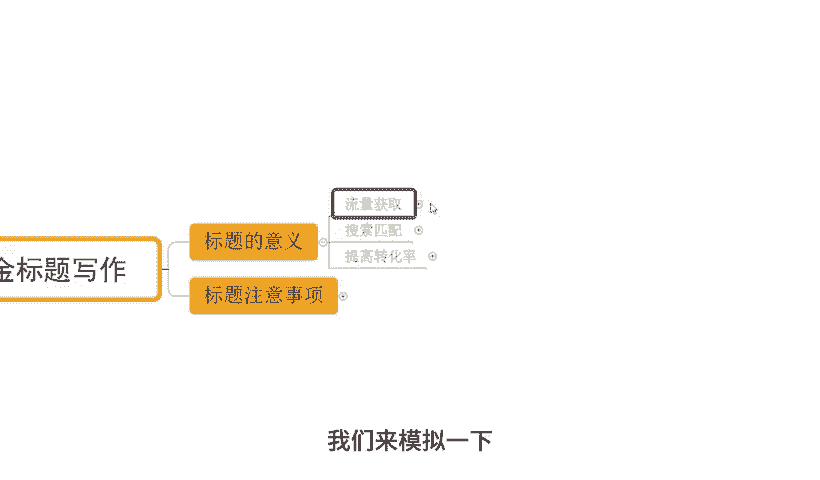 金标题写作
标题的意义
流量获取
搜索匹配
提高转化率
标题注意事项
我们来模拟一下